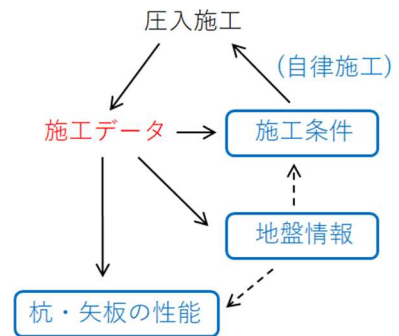 圧入施工
(自律施工)
施工データ
施工条件
地盤情報
杭・矢板の性能